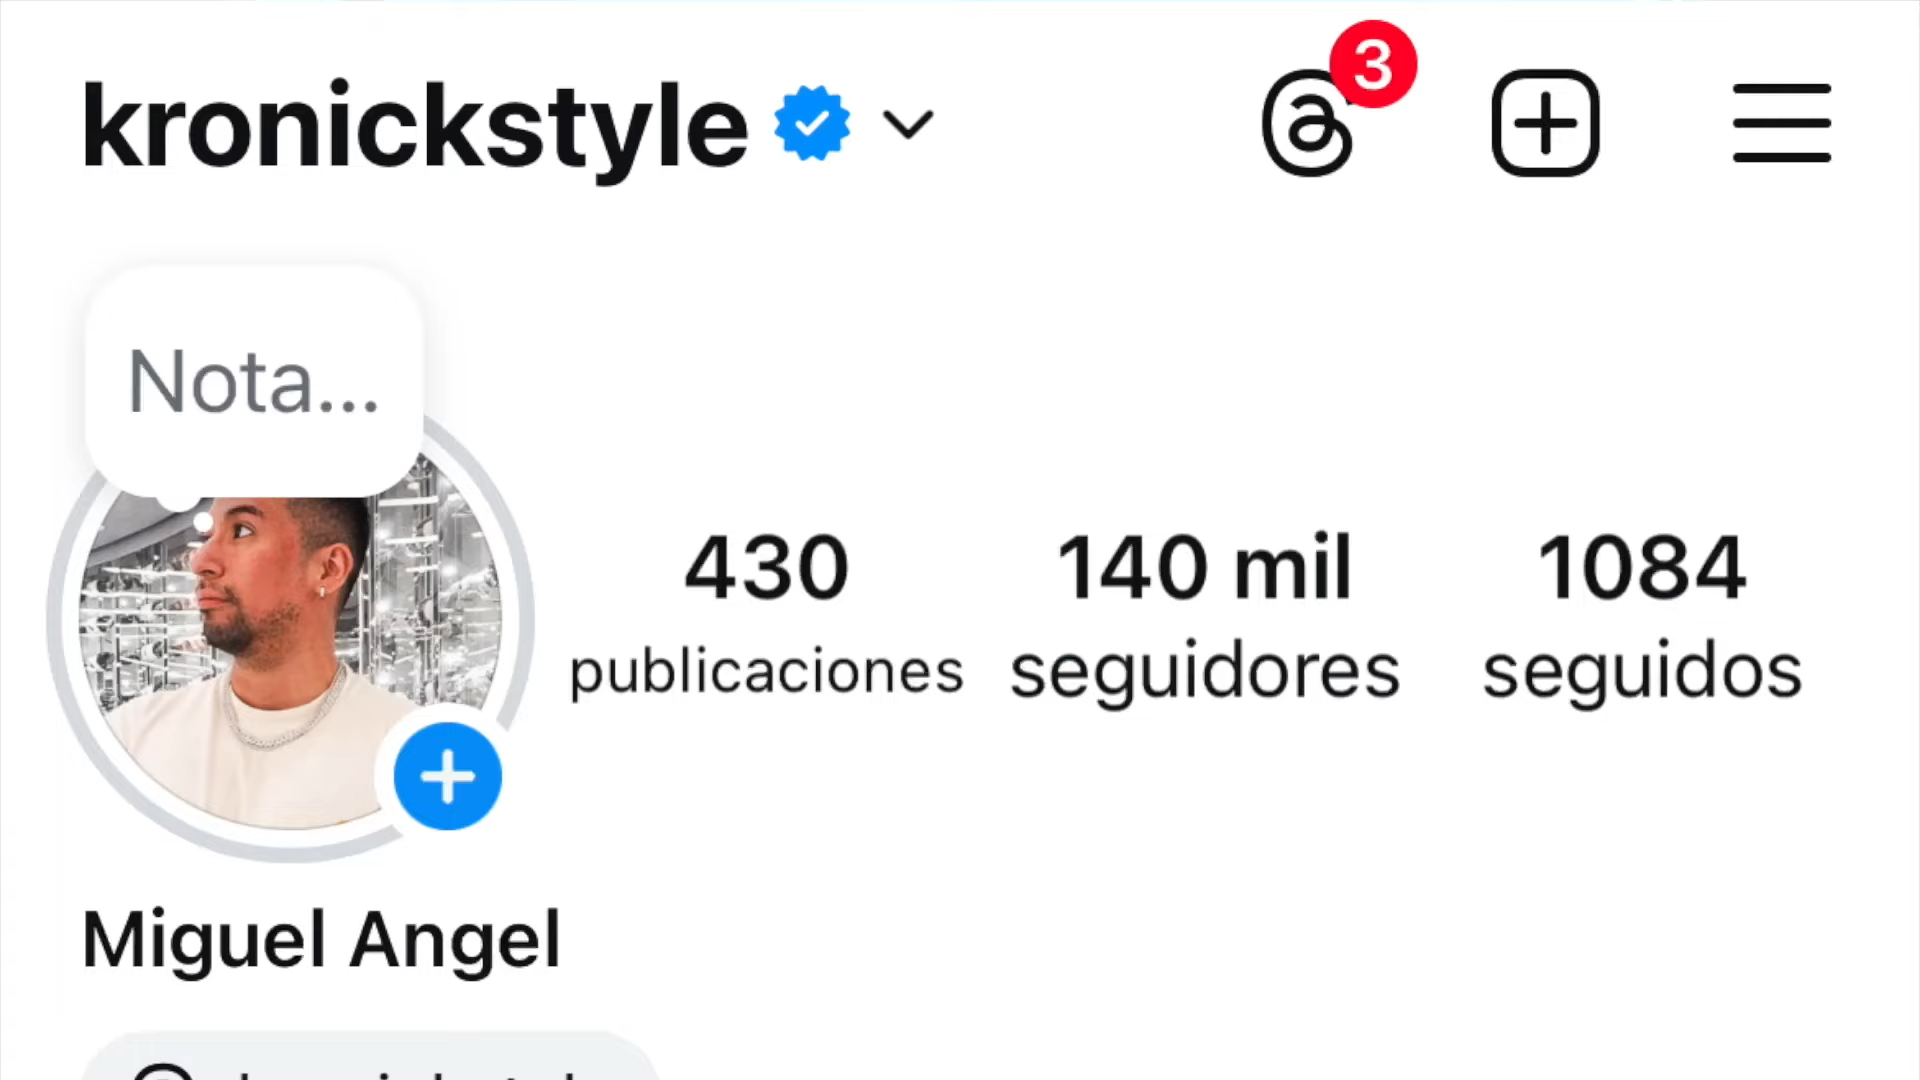 kronickstyle
3
Nota...
430 140 mil 1084
publicaciones seguidores seguidos
Miguel Angel